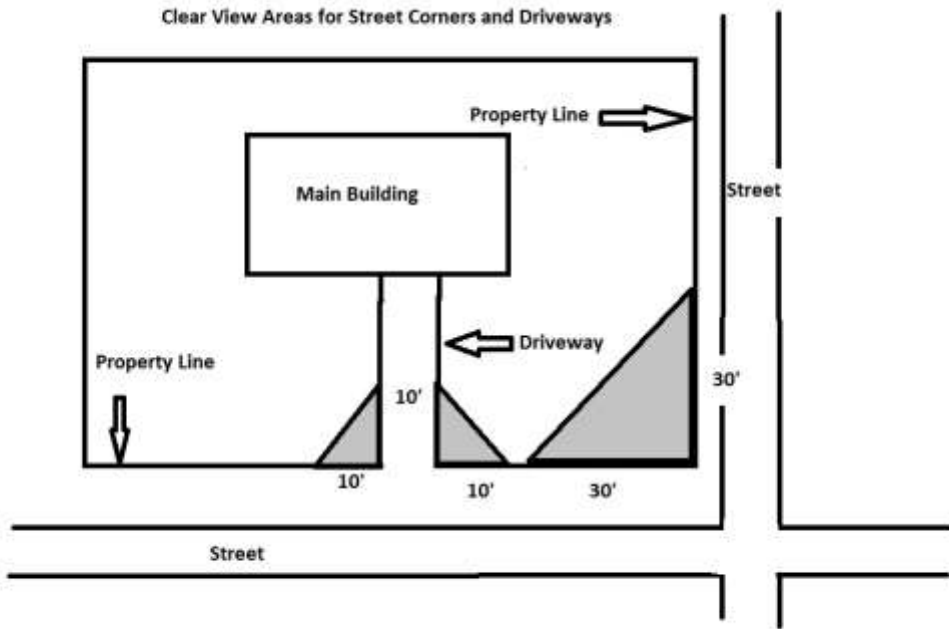 Clear View Areas for Street Corners and Driveways
Property Line
Main Building
Street
Driveway
Property Line
10'
30'
10'
10'
30'
Street